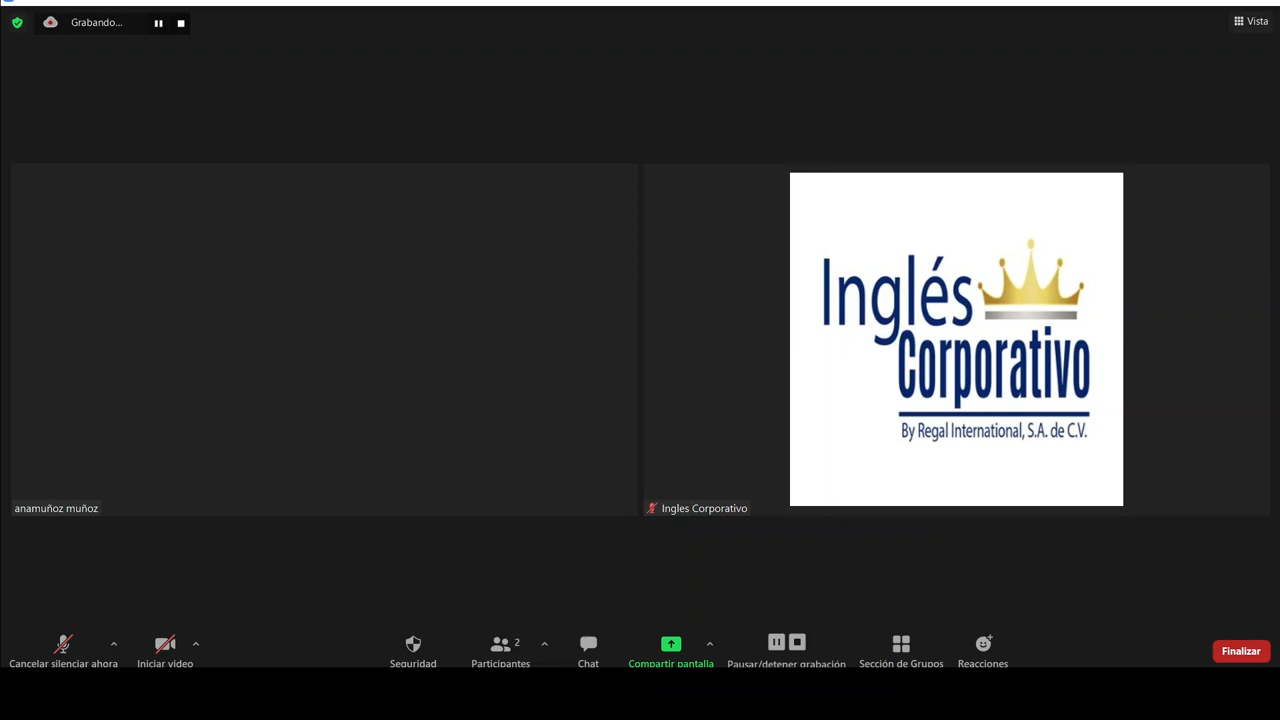 Grabando...
Vista
Inglés
Corporativo
By Regal International, S.A. de C.V.
anamuñoz muñoz
Ingles Corporativo
2
Cancelar silenciar ahora
Iniciar video
Seguridad
Participantes
Chat
Compartir pantalla
Pausar/detener grabación
Sección de Grupos
Reacciones
Finalizar